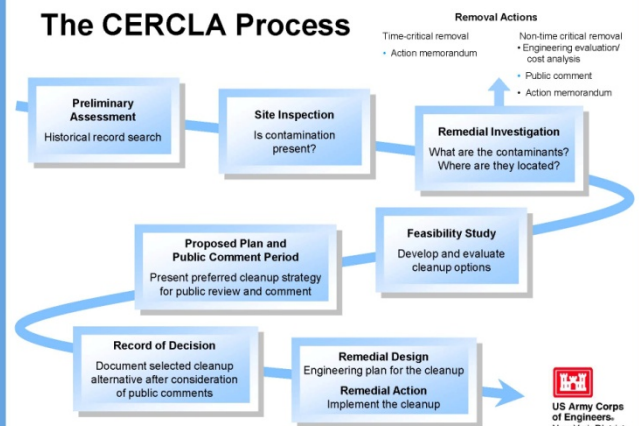 The CERCLA Process
Removal Actions
Time-critical removal
• Action memorandum
Non-time critical removal
• Engineering evaluation/
cost analysis
• Public comment
• Action memorandum
Preliminary
Assessment
Historical record search
Site Inspection
Is contamination
present?
Remedial Investigation
What are the contaminants?
Where are they located?
Feasibility Study
Develop and evaluate
cleanup options
Proposed Plan and
Public Comment Period
Present preferred cleanup strategy
for public review and comment
Record of Decision
Document selected cleanup
alternative after consideration
of public comments
Remedial Design
Engineering plan for the cleanup
Remedial Action
Implement the cleanup
US Army Corps
of Engineers®